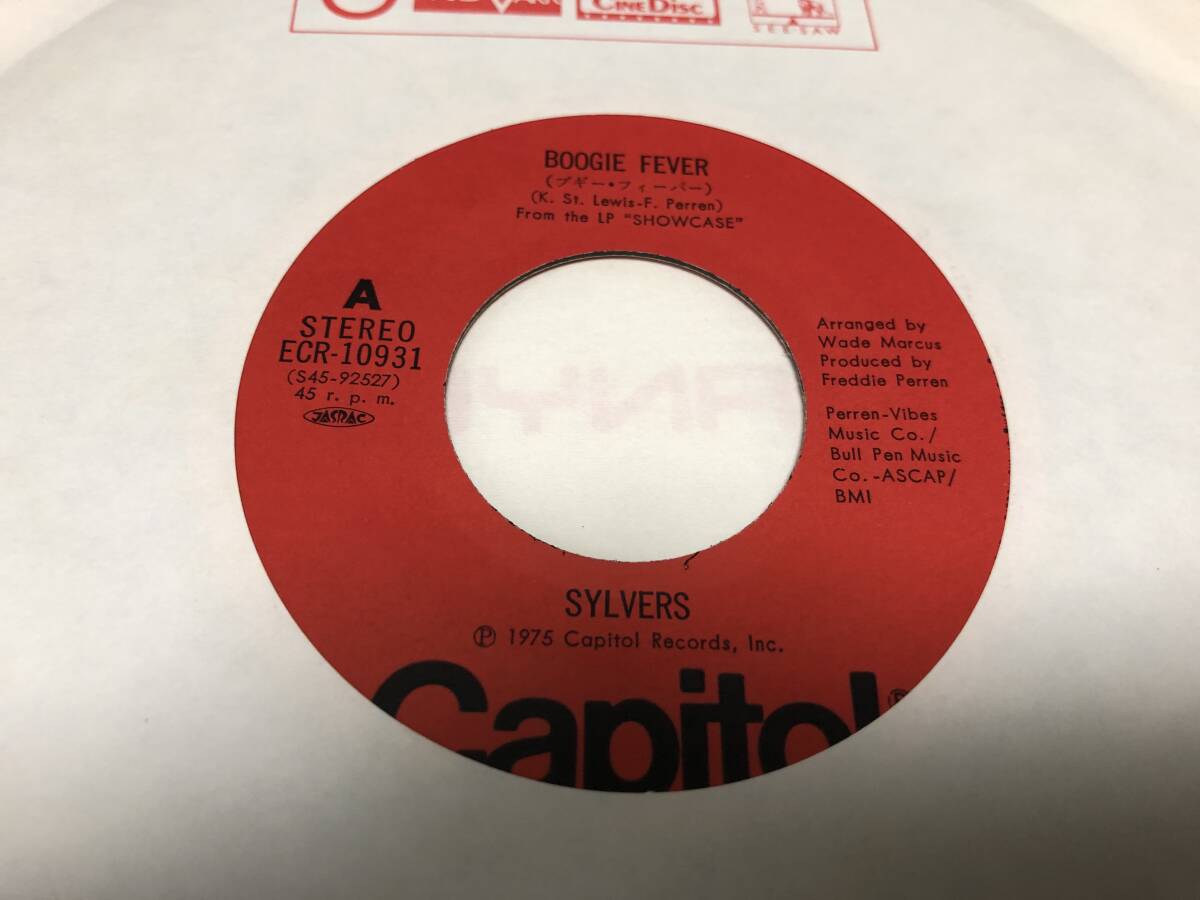 CINEDISC
SEE·SAW
BOOGIE FEVER
(ブギー・フィーバー)
(K. St. Lewis-F. Perren)
From the LP "SHOWCASE"
A
STEREO
ECR-10931
(S45-92527)
45 r. p. m.
JASRAC
Arranged by
Wade Marcus
Produced by
Freddie Perren
Perren-Vibes
Music Co./
Bull Pen Music
Co.-ASCAP/
BMI
SYLVERS
Ⓟ 1975 Capitol Records, Inc.
Capitol®